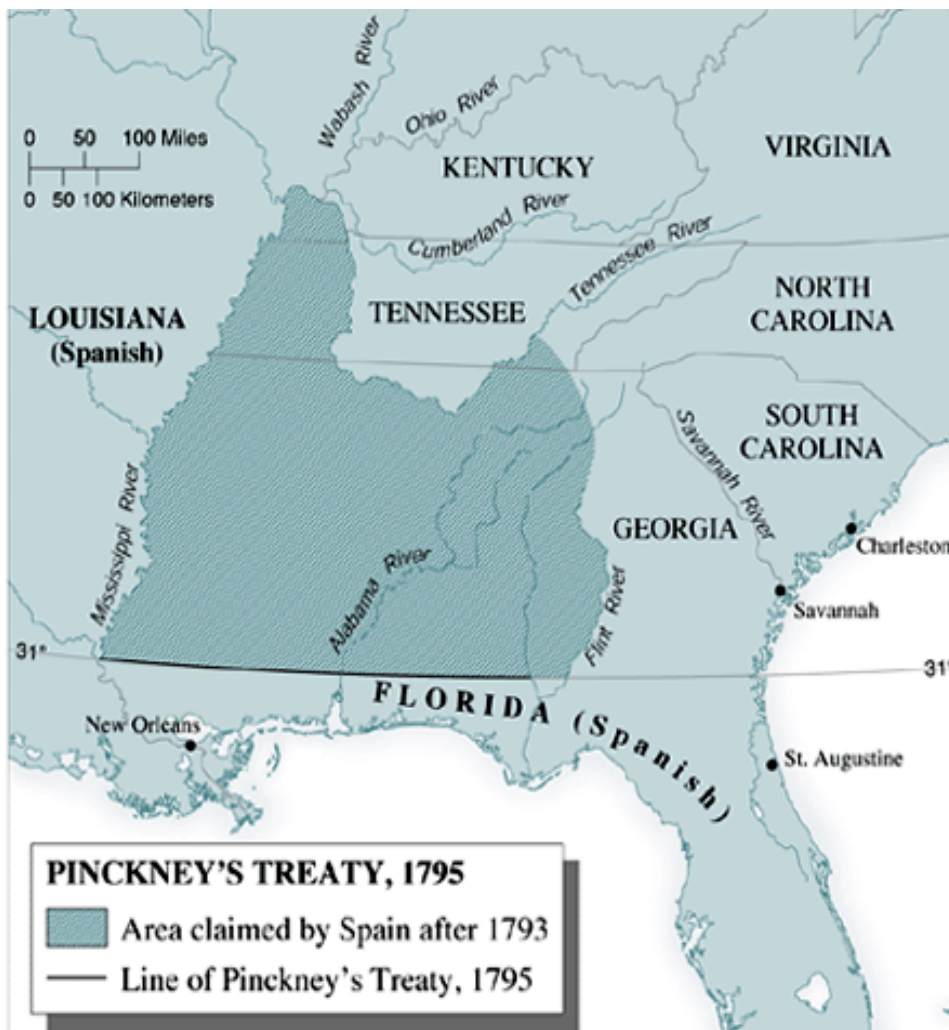 Wabash River
Ohio River
0 50 100 Miles
0 50 100 Kilometers
KENTUCKY
VIRGINIA
Cumberland River
Tennessee River
LOUISIANA
(Spanish)
TENNESSEE
NORTH
CAROLINA
SOUTH
CAROLINA
Savannah River
Mississippi River
GEORGIA
Charleston
Alabama River
Flint River
Savannah
31°
31°
FLORIDA (Spanish)
New Orleans
St. Augustine
PINCKNEY'S TREATY, 1795
Area claimed by Spain after 1793
Line of Pinckney's Treaty, 1795